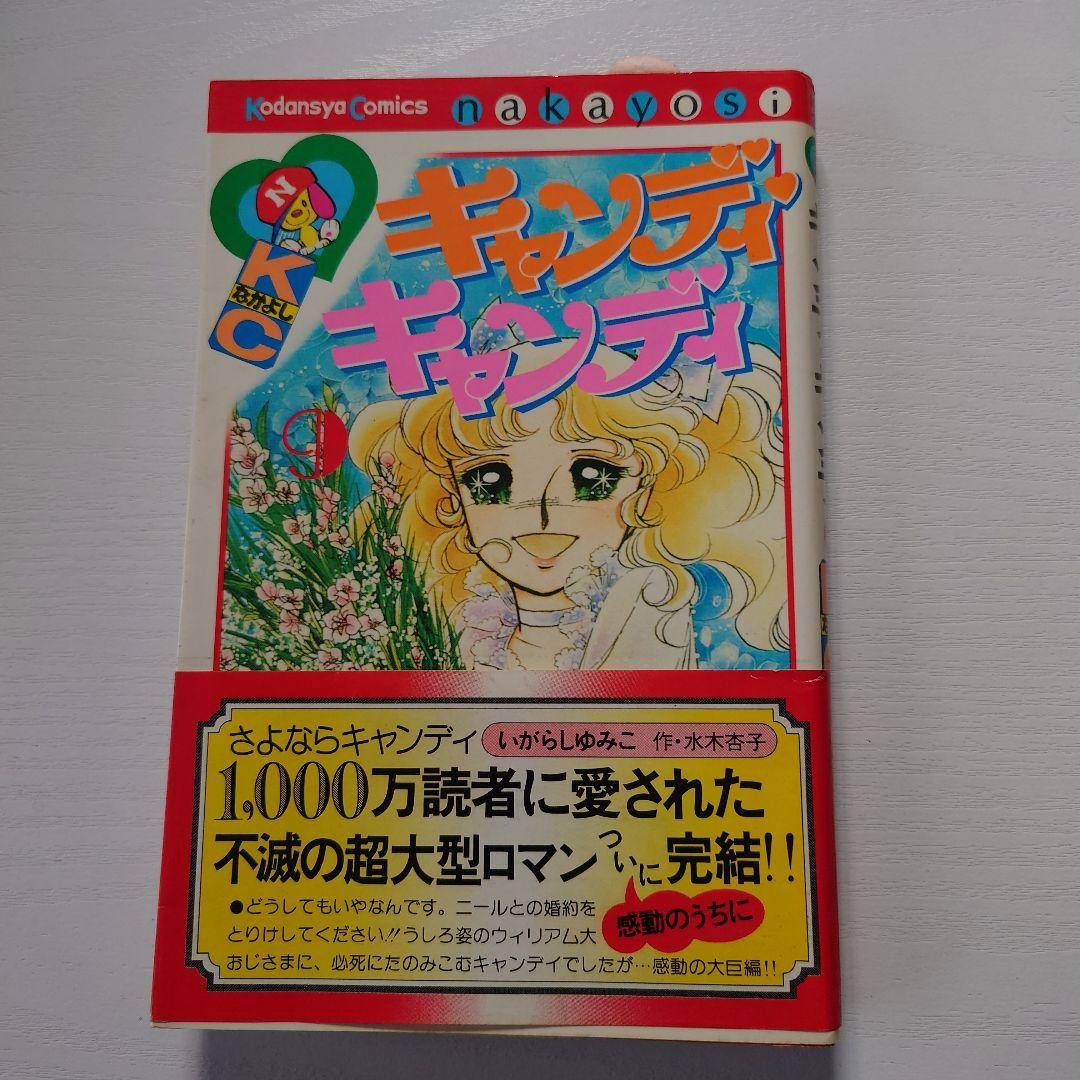 Kodansya Comics nakayosi
N
K
なかよし
C
キャンディ
キャンディ
9
さよならキャンディ いがらしゆみこ 作・水木杏子
1,000万読者に愛された
不滅の超大型ロマンついに完結!!
感動のうちに
●どうしてもいやなんです。ニールとの婚約を
とりけしてください!!うしろ姿のウィリアム大
おじさまに、必死にたのみこむキャンデイでしたが…感動の大巨編!!